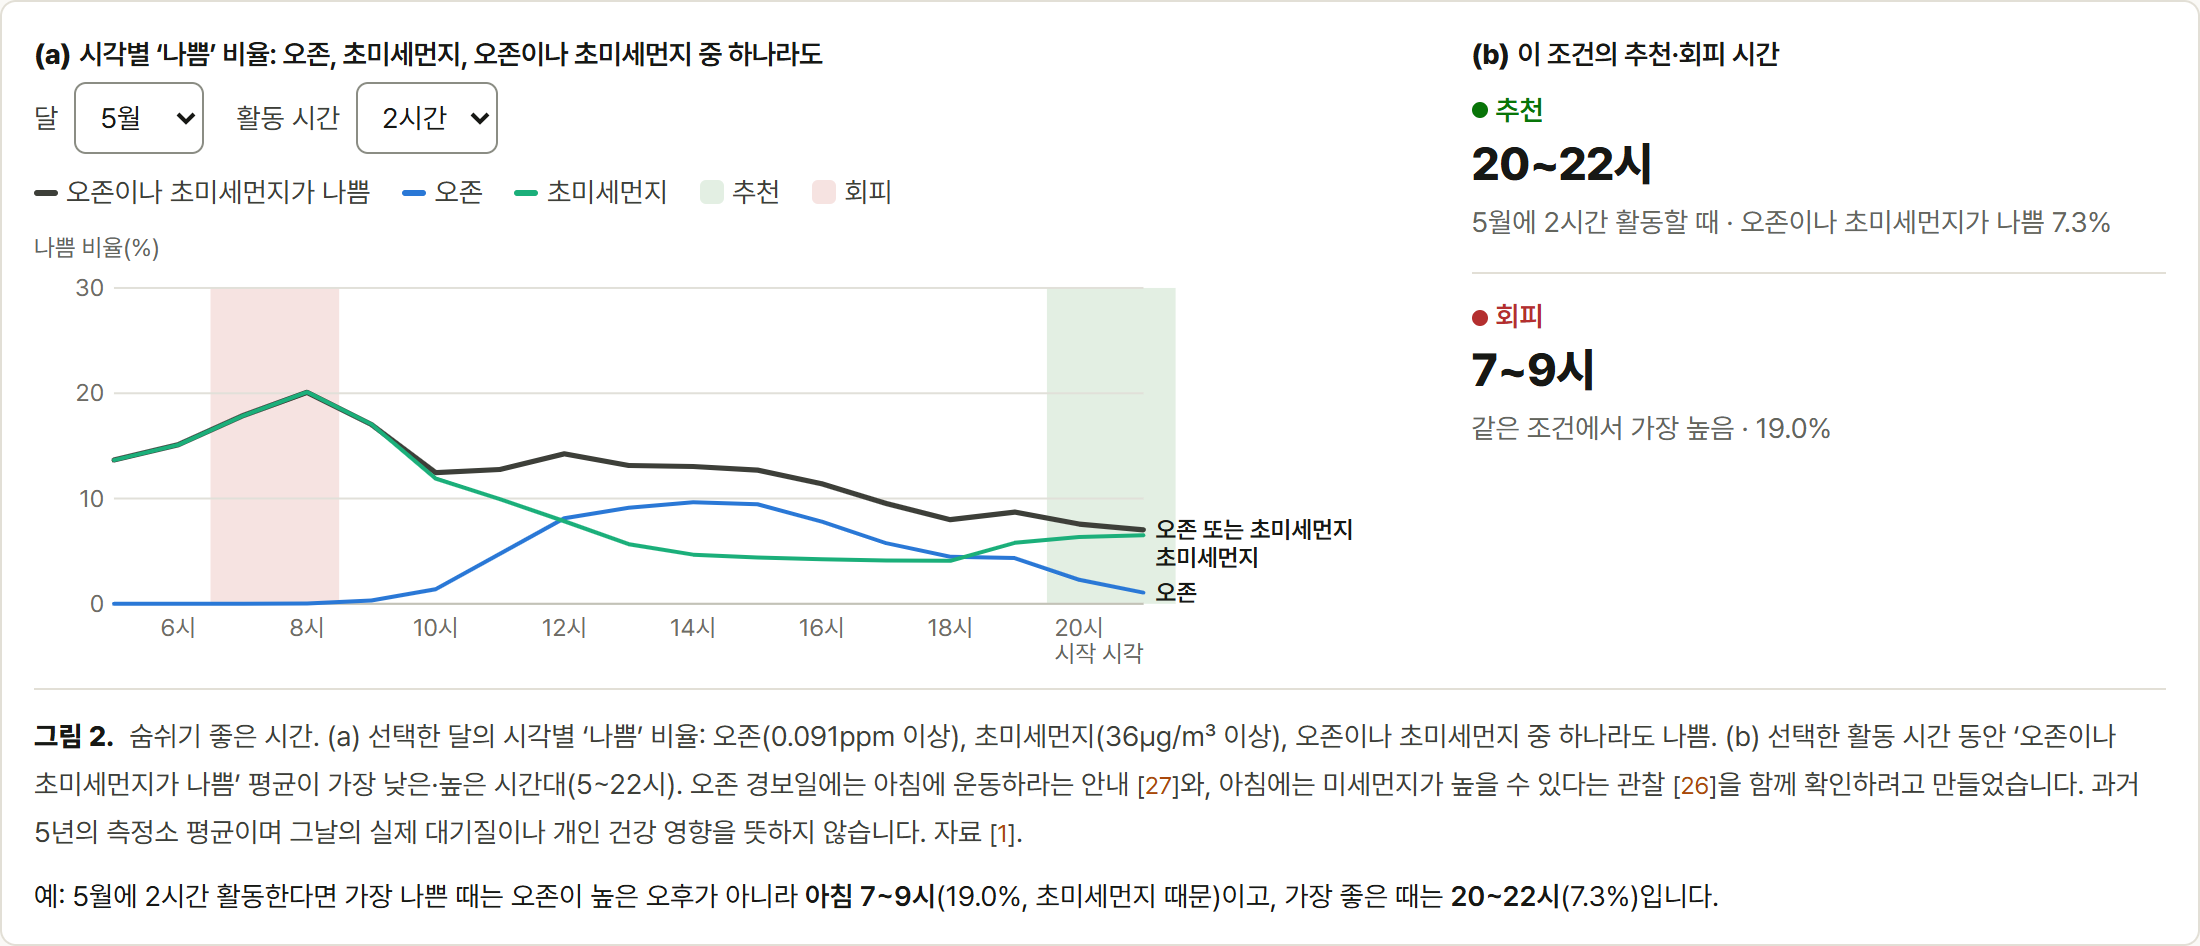 (a) 시각별 ‘나쁨’ 비율: 오존, 초미세먼지, 오존이나 초미세먼지 중 하나라도
달 5월 활동 시간 2시간
오존이나 초미세먼지가 나쁨 오존 초미세먼지 추천 회피
나쁨 비율(%)
30
20
10
0
오존 또는 초미세먼지
초미세먼지
오존
6시 8시 10시 12시 14시 16시 18시 20시
시작 시각
(b) 이 조건의 추천·회피 시간
추천
20~22시
5월에 2시간 활동할 때 · 오존이나 초미세먼지가 나쁨 7.3%
회피
7~9시
같은 조건에서 가장 높음 · 19.0%
그림 2. 숨쉬기 좋은 시간. (a) 선택한 달의 시각별 ‘나쁨’ 비율: 오존(0.091ppm 이상), 초미세먼지(36µg/m³ 이상), 오존이나 초미세먼지 중 하나라도 나쁨. (b) 선택한 활동 시간 동안 ‘오존이나
초미세먼지가 나쁨’ 평균이 가장 낮은·높은 시간대(5~22시). 오존 경보일에는 아침에 운동하라는 안내 [27]와, 아침에는 미세먼지가 높을 수 있다는 관찰 [26]을 함께 확인하려고 만들었습니다. 과거
5년의 측정소 평균이며 그날의 실제 대기질이나 개인 건강 영향을 뜻하지 않습니다. 자료 [1].
예: 5월에 2시간 활동한다면 가장 나쁜 때는 오존이 높은 오후가 아니라 아침 7~9시(19.0%, 초미세먼지 때문)이고, 가장 좋은 때는 20~22시(7.3%)입니다.